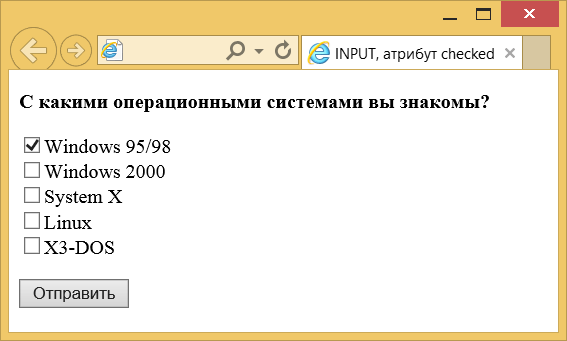 INPUT, атрибут checked
С какими операционными системами вы знакомы?
Windows 95/98
Windows 2000
System X
Linux
X3-DOS
Отправить